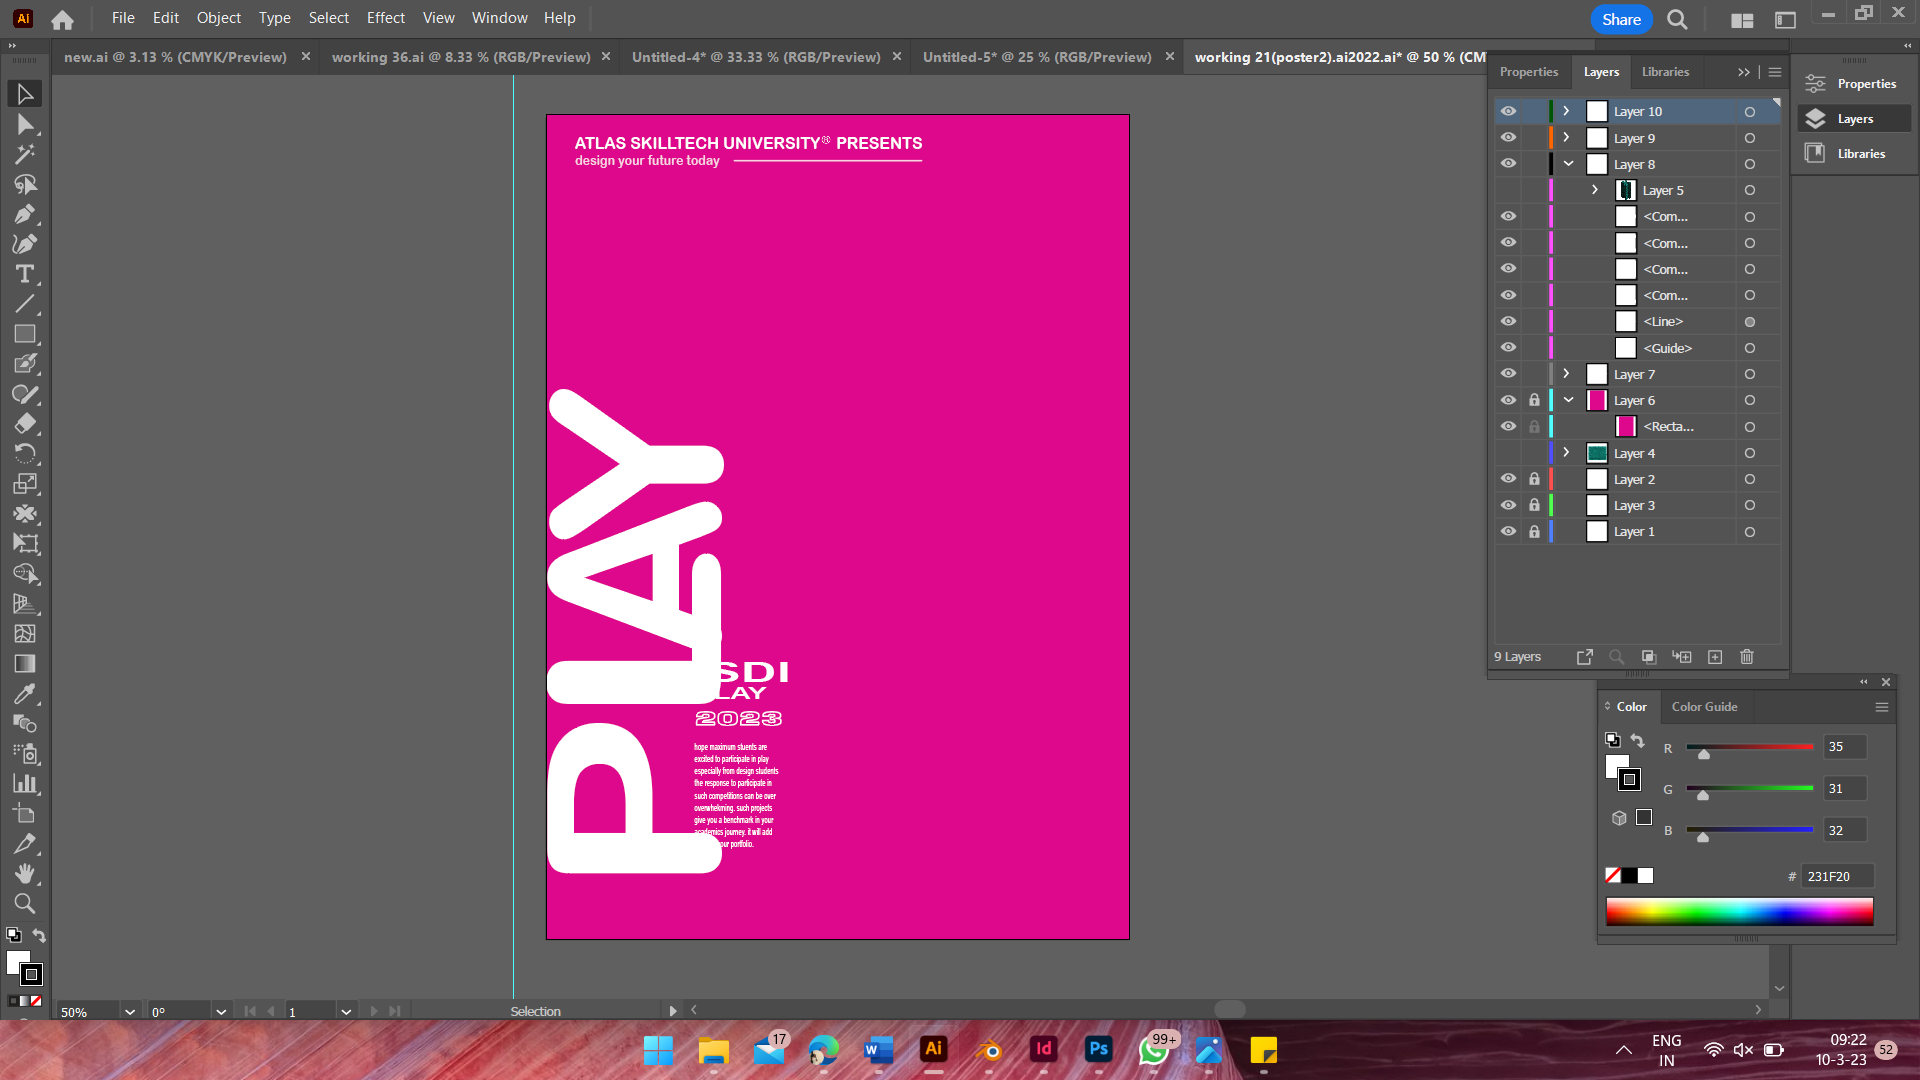 Ai File Edit Object Type Select Effect View Window Help Share
new.ai @ 3.13 % (CMYK/Preview) working 36.ai @ 8.33 % (RGB/Preview) Untitled-4* @ 33.33 % (RGB/Preview) Untitled-5* @ 25 % (RGB/Preview) working 21(poster2).ai2022.ai* @ 50 % (CM
Properties Layers Libraries
Layer 10
Layer 9
Layer 8
Layer 5
<Com...
<Com...
<Com...
<Com...
<Line>
<Guide>
Layer 7
Layer 6
<Recta...
Layer 4
Layer 2
Layer 3
Layer 1
9 Layers
Properties
Layers
Libraries
ATLAS SKILLTECH UNIVERSITY® PRESENTS
design your future today
PLAY
SDI
LAY
2023
hope maximum stuents are
excited to participate in play
especially from design students
the response to participate in
such competitions can be over
overwhelming. such projects
give you a benchmark in your
academics journey. it will add
your portfolio.
Color Color Guide
R 35
G 31
B 32
# 231F20
50% 0° 1 Selection
17 W Ai Id Ps 99+
ENG
IN
09:22
10-3-23
52